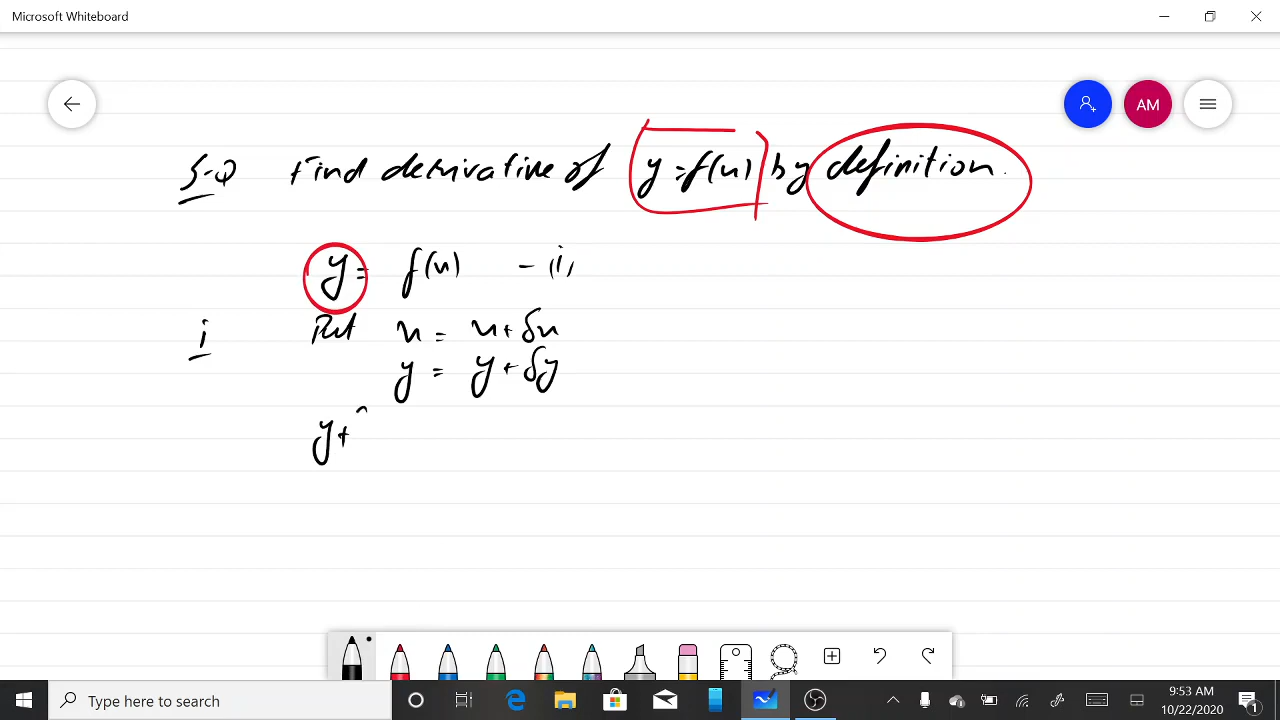 Microsoft Whiteboard
AM
S-Q Find derivative of y=f(x) by definition.
y = f(x) - (i)
i Put x = x + δx
y = y + δy
y +
Type here to search
9:53 AM
10/22/2020
1